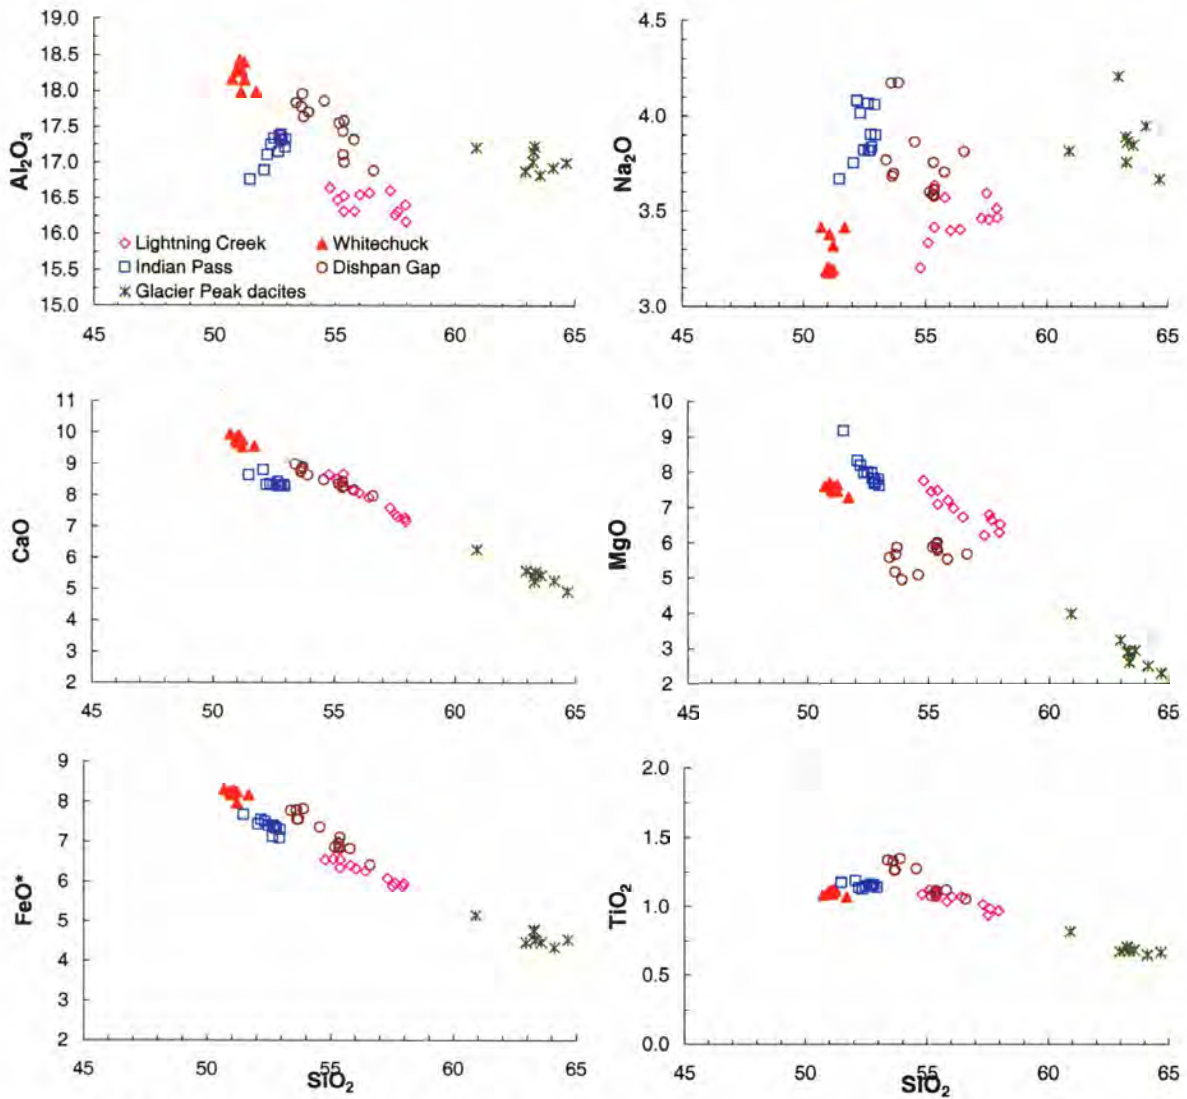 19.0
18.5
18.0
17.5
17.0
16.5
16.0
15.5
15.0
Al2O3
◇ Lightning Creek ▲ Whitechuck
□ Indian Pass ○ Dishpan Gap
Glacier Peak dacites
45 50 55 60 65
4.5
4.0
3.5
3.0
Na2O
45 50 55 60 65
11
10
9
8
7
6
5
4
3
2
CaO
45 50 55 60 65
10
9
8
7
6
5
4
3
2
MgO
45 50 55 60 65
9
8
7
6
5
4
3
2
FeO*
45 50 55 60 65
SIO2
2.0
1.5
1.0
0.5
0.0
TiO2
45 50 55 60 65
SIO2